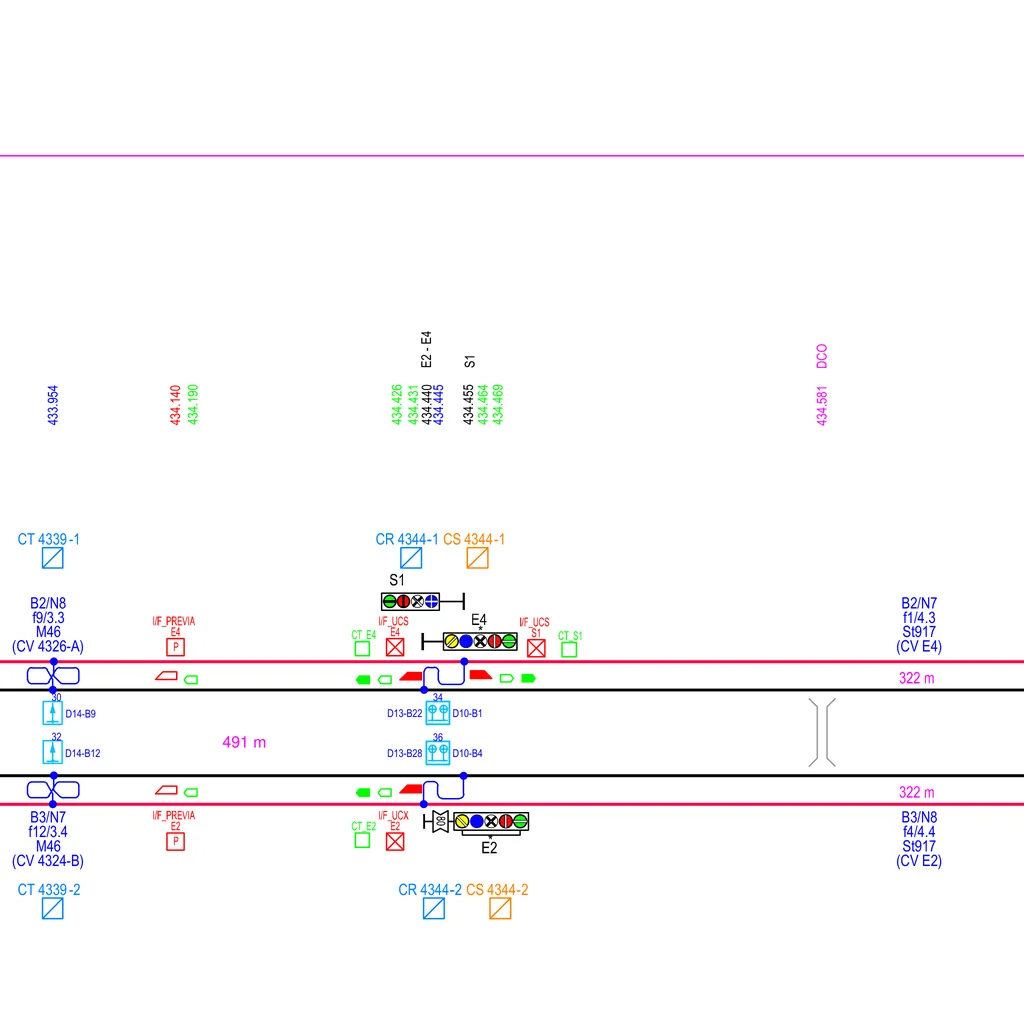 E2 - E4
S1
DCO
433.954
434.140
434.190
434.426
434.431
434.440
434.445
434.455
434.464
434.469
434.581
CT 4339-1
CR 4344-1
CS 4344-1
S1
B2/N8
f9/3.3
M46
(CV 4326-A)
I/F_PREVIA
E4
P
CT_E4
I/F_UCS
E4
E4
*
I/F_UCS
S1
CT_S1
B2/N7
f1/4.3
St917
(CV E4)
322 m
30
D14-B9
34
D13-B22
D10-B1
32
D14-B12
491 m
36
D13-B28
D10-B4
322 m
B3/N7
f12/3.4
M46
(CV 4324-B)
I/F_PREVIA
E2
P
CT_E2
I/F_UCX
E2
80
*
E2
B3/N8
f4/4.4
St917
(CV E2)
CT 4339-2
CR 4344-2
CS 4344-2